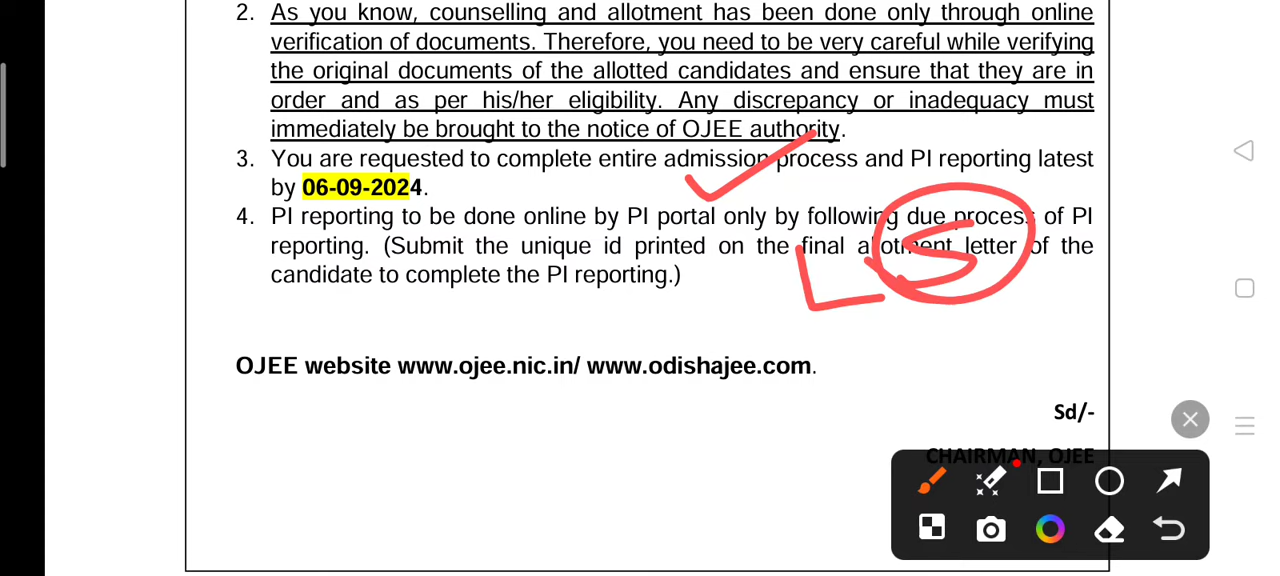 2. As you know, counselling and allotment has been done only through online
verification of documents. Therefore, you need to be very careful while verifying
the original documents of the allotted candidates and ensure that they are in
order and as per his/her eligibility. Any discrepancy or inadequacy must
immediately be brought to the notice of OJEE authority.
3. You are requested to complete entire admission process and PI reporting latest
by 06-09-2024.
4. PI reporting to be done online by PI portal only by following due process of PI
reporting. (Submit the unique id printed on the final allotment letter of the
candidate to complete the PI reporting.)
LS
OJEE website www.ojee.nic.in/ www.odishajee.com.
Sd/-
CHAIRMAN, OJEE